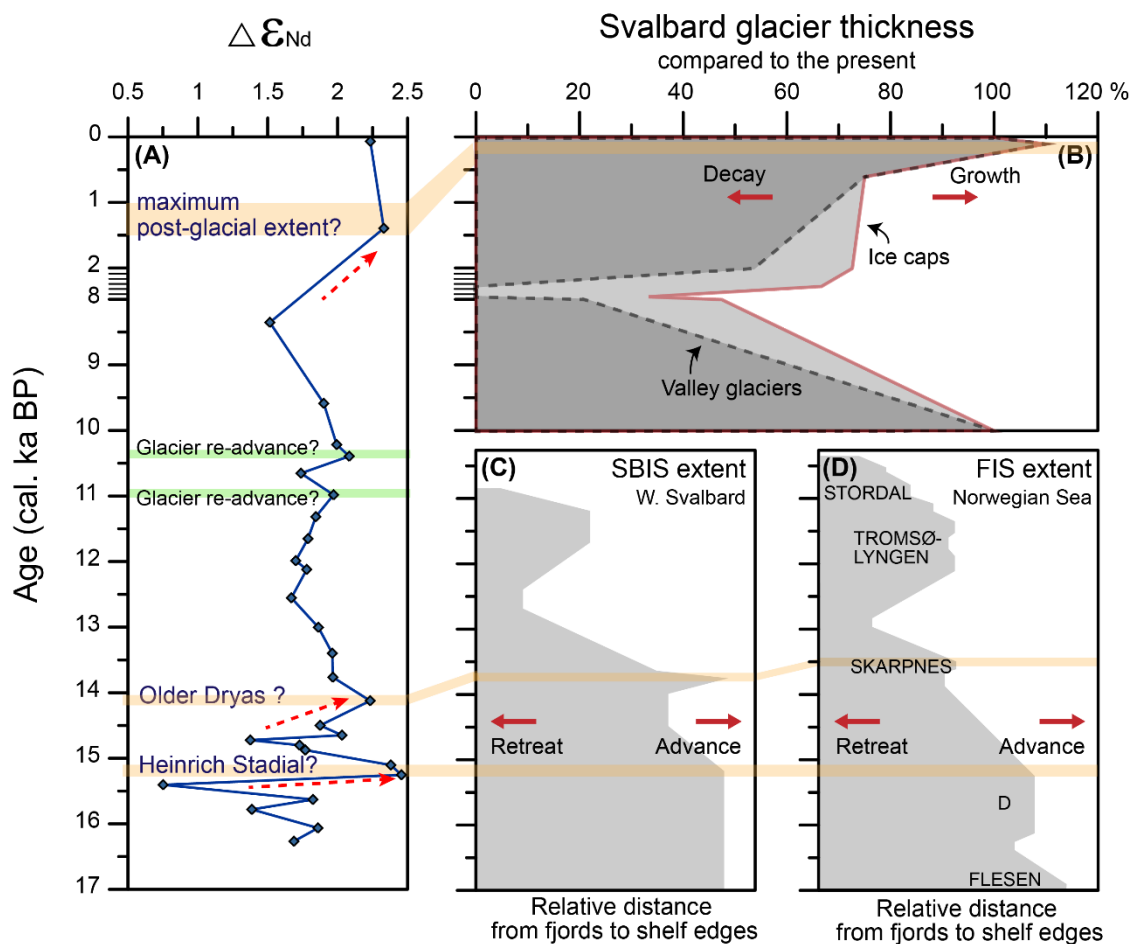 △ εNd
Svalbard glacier thickness
compared to the present
0.5 1 1.5 2 2.5
0 20 40 60 80 100 120 %
Age (cal. ka BP)
0
1
2
8
9
10
11
12
13
14
15
16
17
(A)
maximum
post-glacial extent?
Glacier re-advance?
Glacier re-advance?
Older Dryas ?
Heinrich Stadial?
(B)
Decay
Growth
Ice caps
Valley glaciers
(C) SBIS extent
W. Svalbard
Retreat Advance
Relative distance
from fjords to shelf edges
(D) FIS extent
Norwegian Sea
STORDAL
TROMSØ-
LYNGEN
SKARPNES
Retreat Advance
D
FLESEN
Relative distance
from fjords to shelf edges